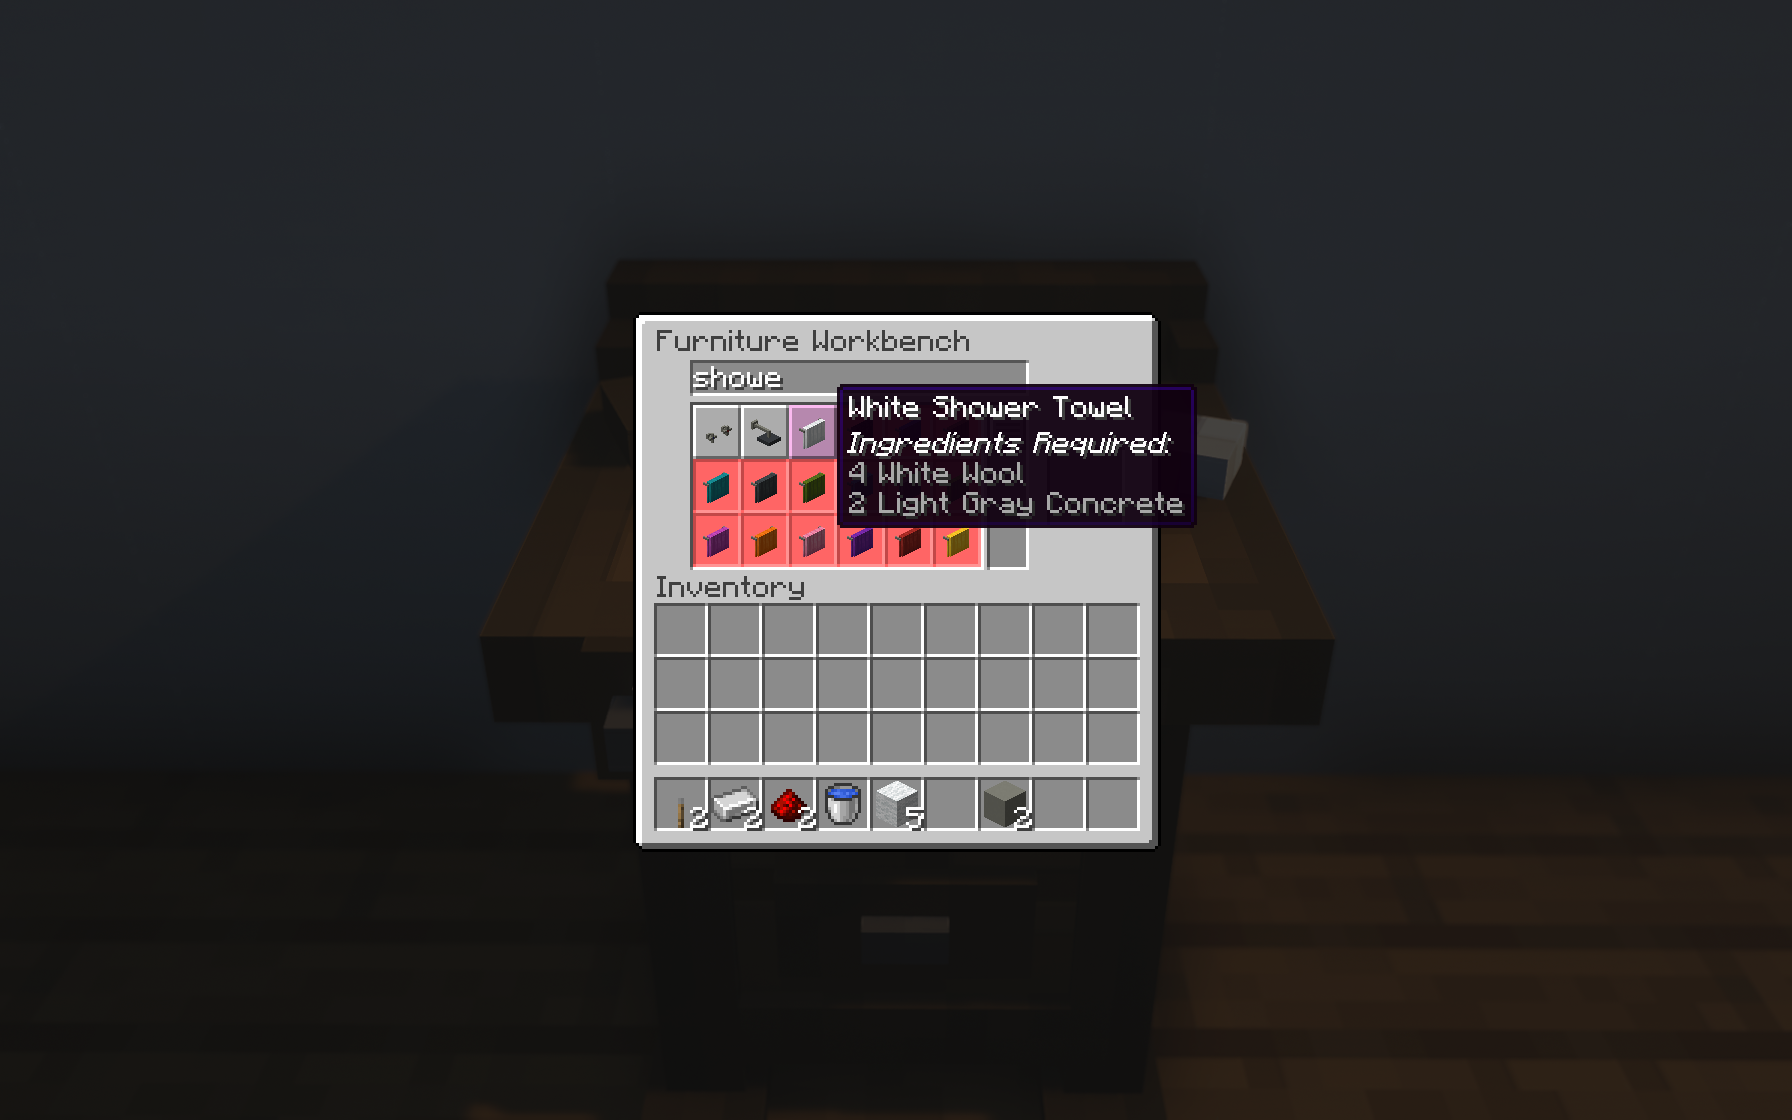 Furniture Workbench
showe
White Shower Towel
Ingredients Required:
4 White Wool
2 Light Gray Concrete
Inventory
2
2
2
5
2